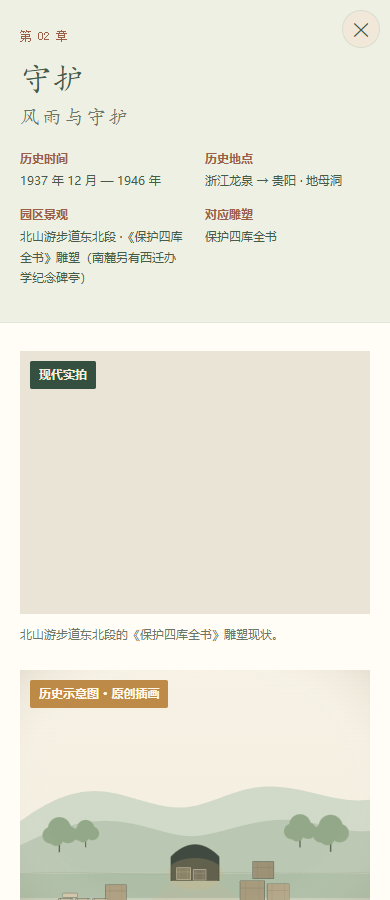 第 02 章
守护
风雨与守护
历史时间
1937 年 12 月 — 1946 年
历史地点
浙江龙泉 → 贵阳 · 地母洞
园区景观
北山游步道东北段 ·《保护四库
全书》雕塑（南麓另有西迁办
学纪念碑亭）
对应雕塑
保护四库全书
现代实拍
北山游步道东北段的《保护四库全书》雕塑现状。
历史示意图 · 原创插画